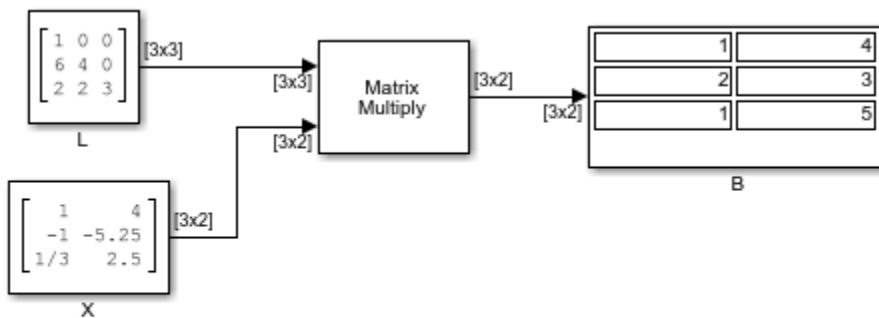 1 0 0
6 4 0
2 2 3
[3x3]
L
[3x3]
Matrix
Multiply
[3x2]
[3x2]
[3x2]
1 4
2 3
1 5
B
1 4
-1 -5.25
1/3 2.5
[3x2]
X